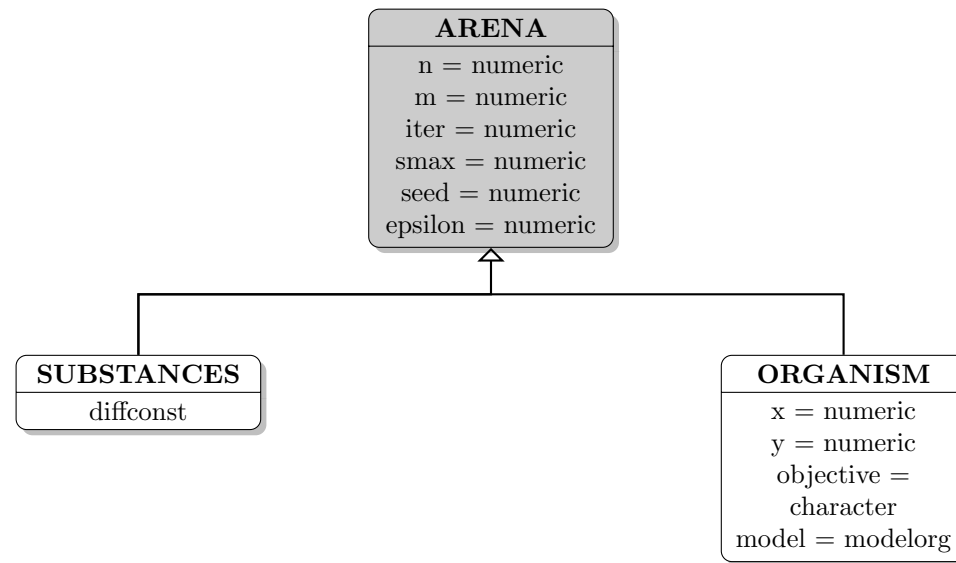 ARENA
n = numeric
m = numeric
iter = numeric
smax = numeric
seed = numeric
epsilon = numeric
SUBSTANCES
diffconst
ORGANISM
x = numeric
y = numeric
objective =
character
model = modelorg